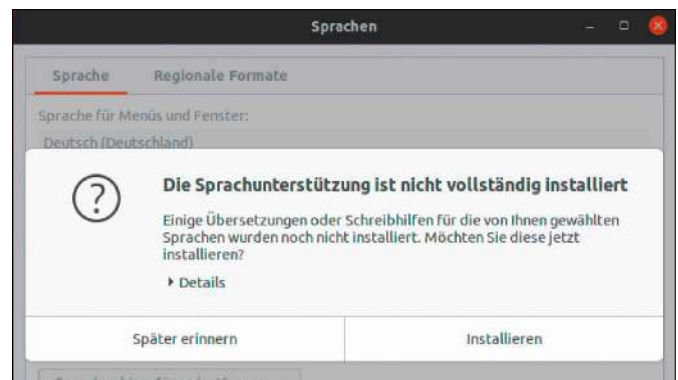 Sprachen
Sprache Regionale Formate
Sprache für Menüs und Fenster:
Deutsch (Deutschland)
Die Sprachunterstützung ist nicht vollständig installiert
Einige Übersetzungen oder Schreibhilfen für die von Ihnen gewählten
Sprachen wurden noch nicht installiert. Möchten Sie diese jetzt
installieren?
Details
Später erinnern Installieren